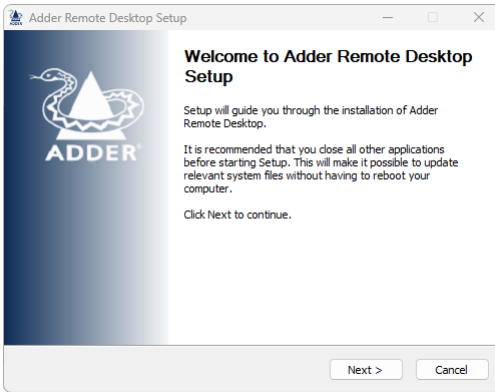 Adder Remote Desktop Setup
Welcome to Adder Remote Desktop
Setup
Setup will guide you through the installation of Adder
Remote Desktop.
It is recommended that you close all other applications
before starting Setup. This will make it possible to update
relevant system files without having to reboot your
computer.
Click Next to continue.
ADDER®
Next >
Cancel